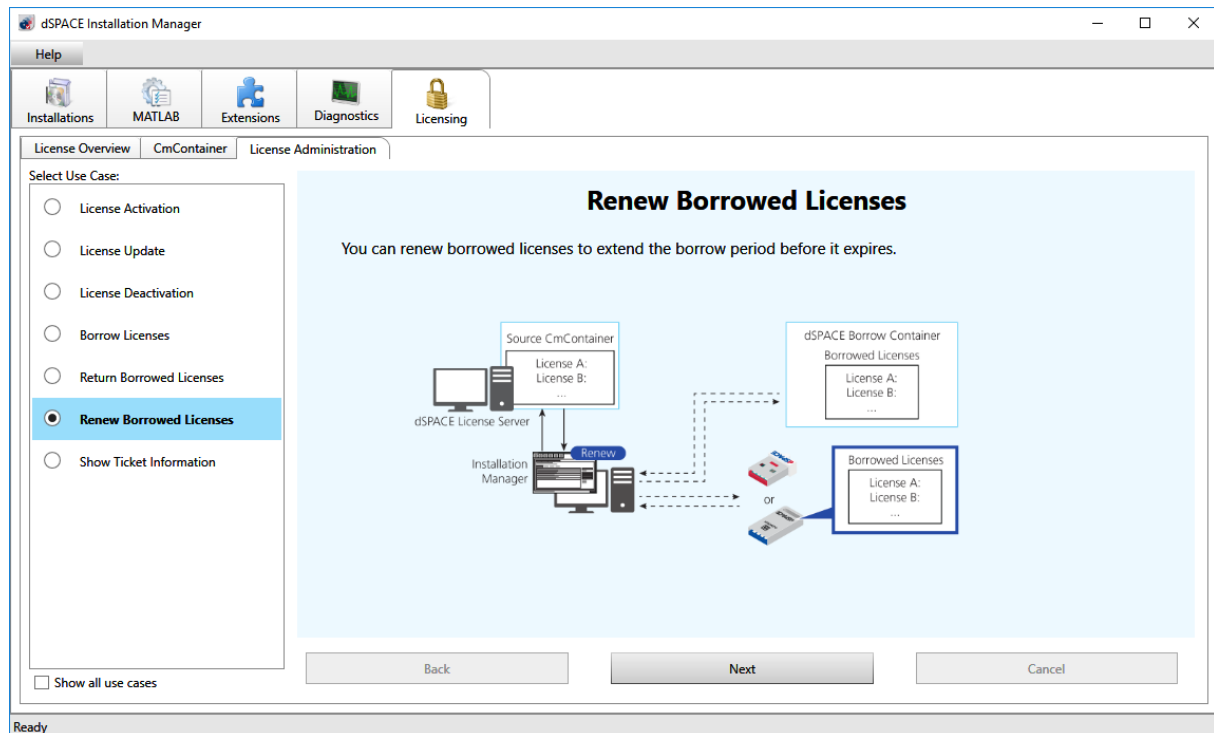 dSPACE Installation Manager
Help
Installations
MATLAB
Extensions
Diagnostics
Licensing
License Overview
CmContainer
License Administration
Select Use Case:
License Activation
License Update
License Deactivation
Borrow Licenses
Return Borrowed Licenses
Renew Borrowed Licenses
Show Ticket Information
Show all use cases
Renew Borrowed Licenses
You can renew borrowed licenses to extend the borrow period before it expires.
Source CmContainer
License A:
License B:
...
dSPACE License Server
Installation
Manager
Renew
dSPACE Borrow Container
Borrowed Licenses
License A:
License B:
...
or
Borrowed Licenses
License A:
License B:
...
Back
Next
Cancel
Ready